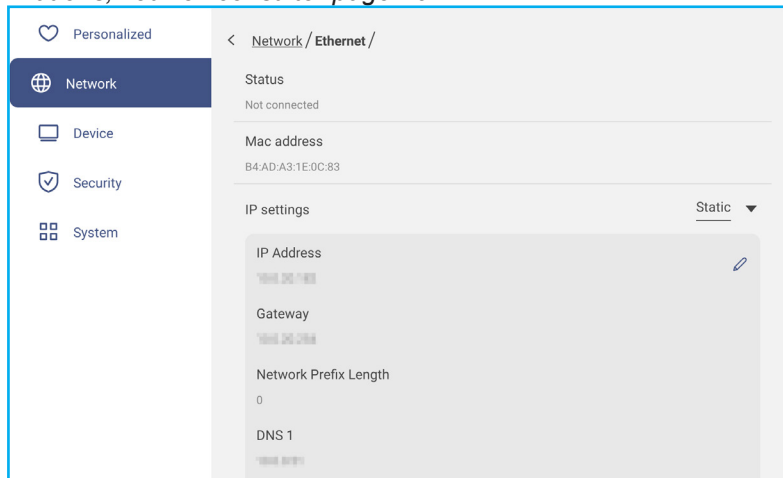 Personalized
Network
Device
Security
System
< Network / Ethernet /
Status
Not connected
Mac address
B4:AD:A3:1E:0C:83
IP settings
Static
IP Address
Gateway
Network Prefix Length
0
DNS 1